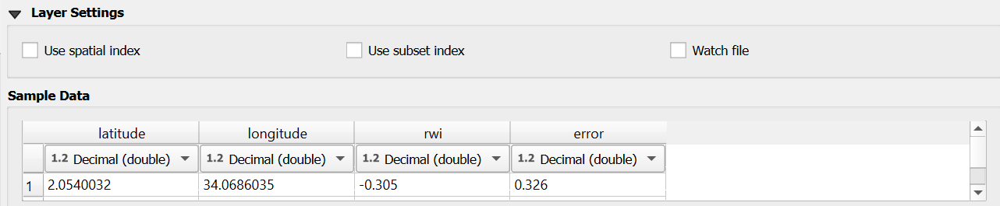 Layer Settings
Use spatial index Use subset index Watch file
Sample Data
latitude longitude rwi error
1.2 Decimal (double) 1.2 Decimal (double) 1.2 Decimal (double) 1.2 Decimal (double)
1 2.0540032 34.0686035 -0.305 0.326